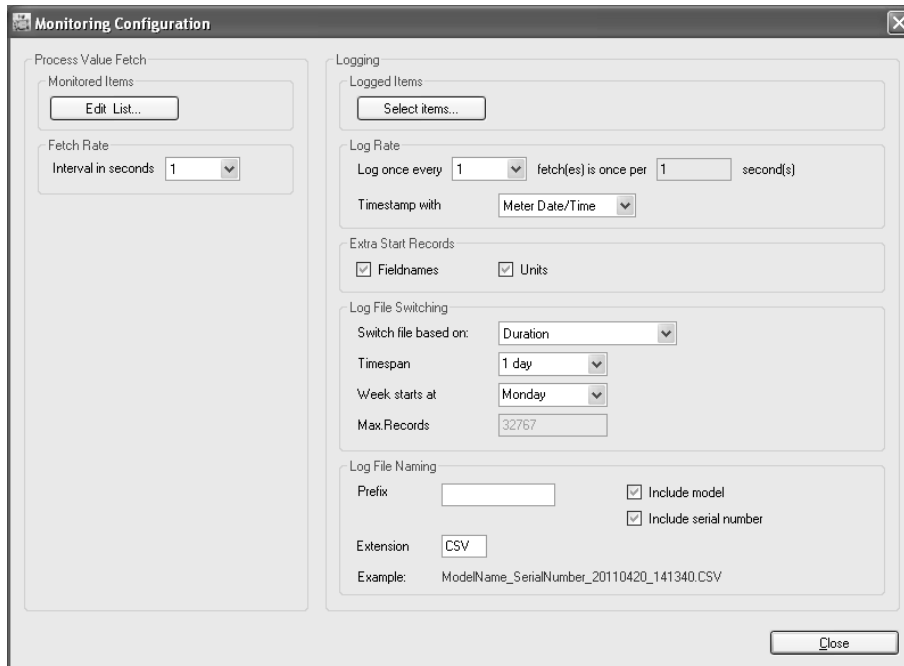 Monitoring Configuration
Process Value Fetch
Monitored Items
Edit List...
Fetch Rate
Interval in seconds 1
Logging
Logged Items
Select items...
Log Rate
Log once every 1 fetch(es) is once per 1 second(s)
Timestamp with Meter Date/Time
Extra Start Records
Fieldnames Units
Log File Switching
Switch file based on: Duration
Timespan 1 day
Week starts at Monday
Max.Records 32767
Log File Naming
Prefix Include model
Include serial number
Extension CSV
Example: ModelName_SerialNumber_20110420_141340.CSV
Close